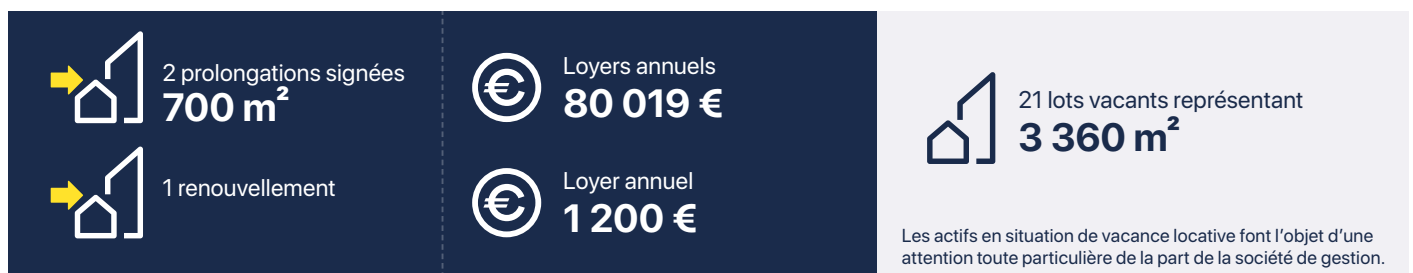 2 prolongations signées
700 m²
1 renouvellement
Loyers annuels
80 019 €
Loyer annuel
1 200 €
21 lots vacants représentant
3 360 m²
Les actifs en situation de vacance locative font l’objet d’une
attention toute particulière de la part de la société de gestion.